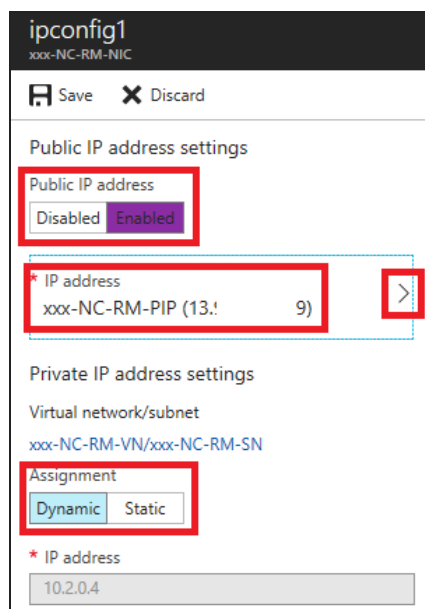 ipconfig1
xxx-NC-RM-NIC
Save Discard
Public IP address settings
Public IP address
Disabled Enabled
* IP address
xxx-NC-RM-PIP (13. 9)
Private IP address settings
Virtual network/subnet
xxx-NC-RM-VN/xxx-NC-RM-SN
Assignment
Dynamic Static
* IP address
10.2.0.4